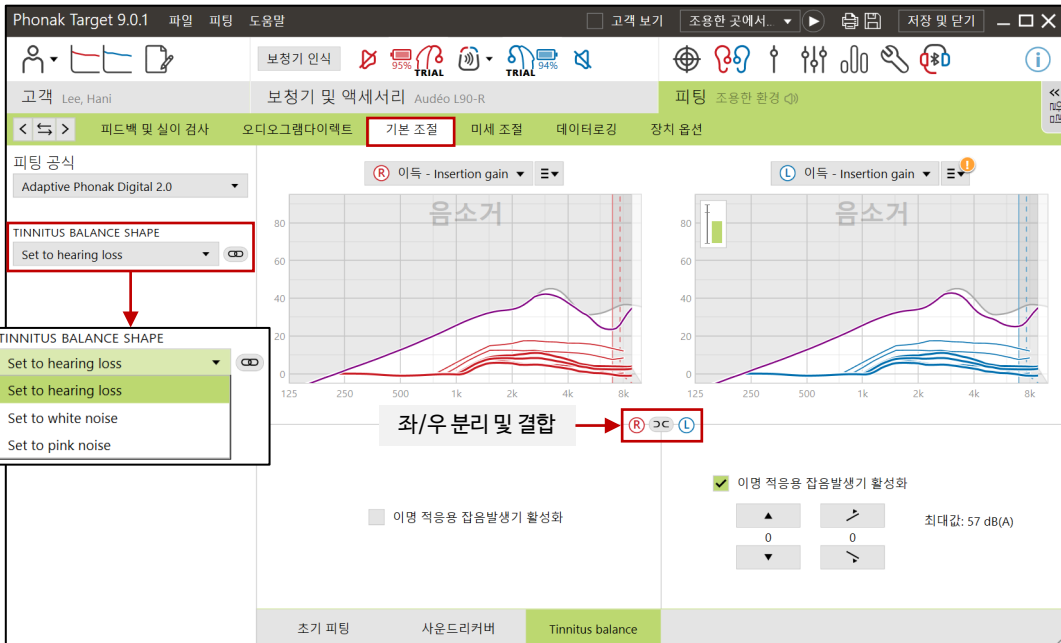 Phonak Target 9.0.1 파일 피팅 도움말 고객 보기 조용한 곳에서... 저장 및 닫기
보청기 인식 95% TRIAL TRIAL 94%
고객 Lee, Hani 보청기 및 액세서리 Audéo L90-R 피팅 조용한 환경
피드백 및 실이 검사 오디오그램다이렉트 기본 조절 미세 조절 데이터로깅 장치 옵션
피팅 공식
Adaptive Phonak Digital 2.0
TINNITUS BALANCE SHAPE
Set to hearing loss
TINNITUS BALANCE SHAPE
Set to hearing loss
Set to hearing loss
Set to white noise
Set to pink noise
R 이득 - Insertion gain
음소거
80
60
40
20
0
125 250 500 1k 2k 4k 8k
L 이득 - Insertion gain !
음소거
80
60
40
20
0
125 250 500 1k 2k 4k 8k
좌/우 분리 및 결합
R L
이명 적응용 잡음발생기 활성화
이명 적응용 잡음발생기 활성화
0 0
최대값: 57 dB(A)
초기 피팅 사운드리커버 Tinnitus balance